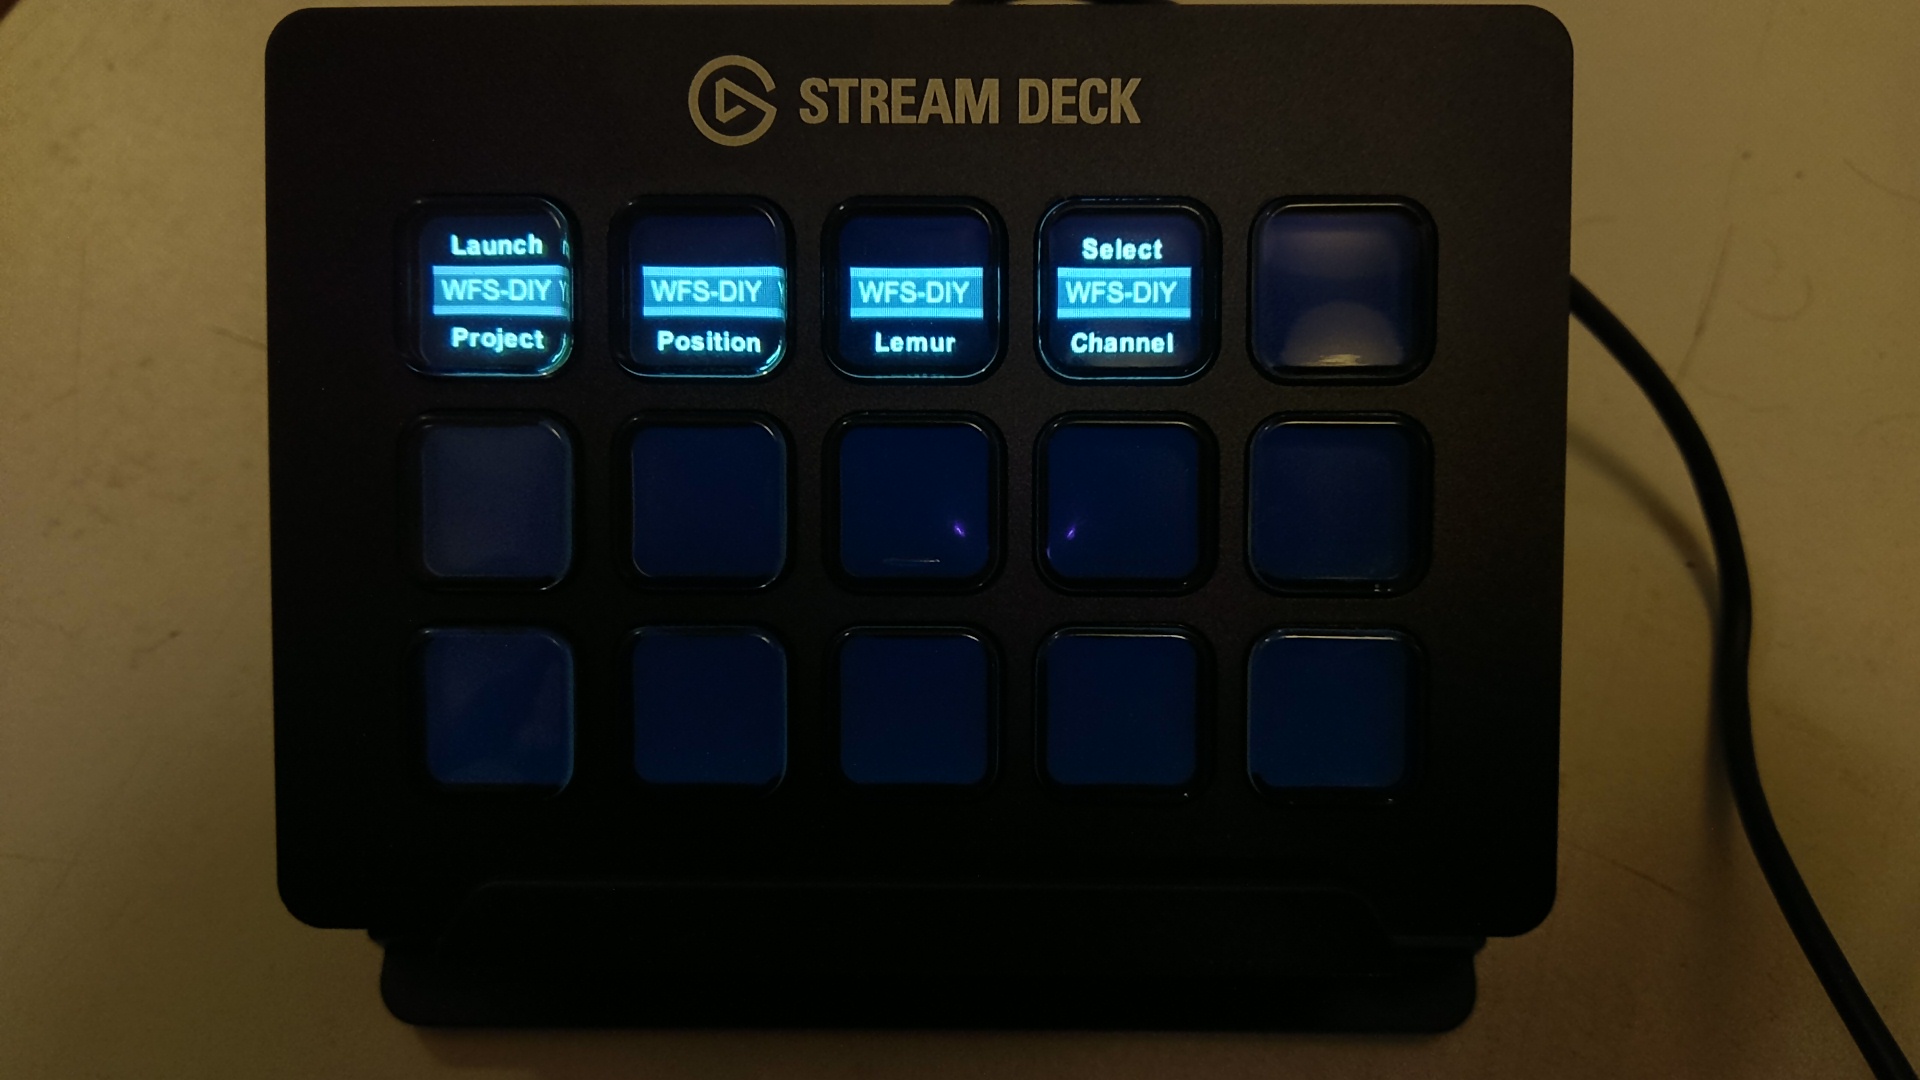 STREAM DECK
Launch
WFS-DIY
Project
WFS-DIY
Position
WFS-DIY
Lemur
Select
WFS-DIY
Channel